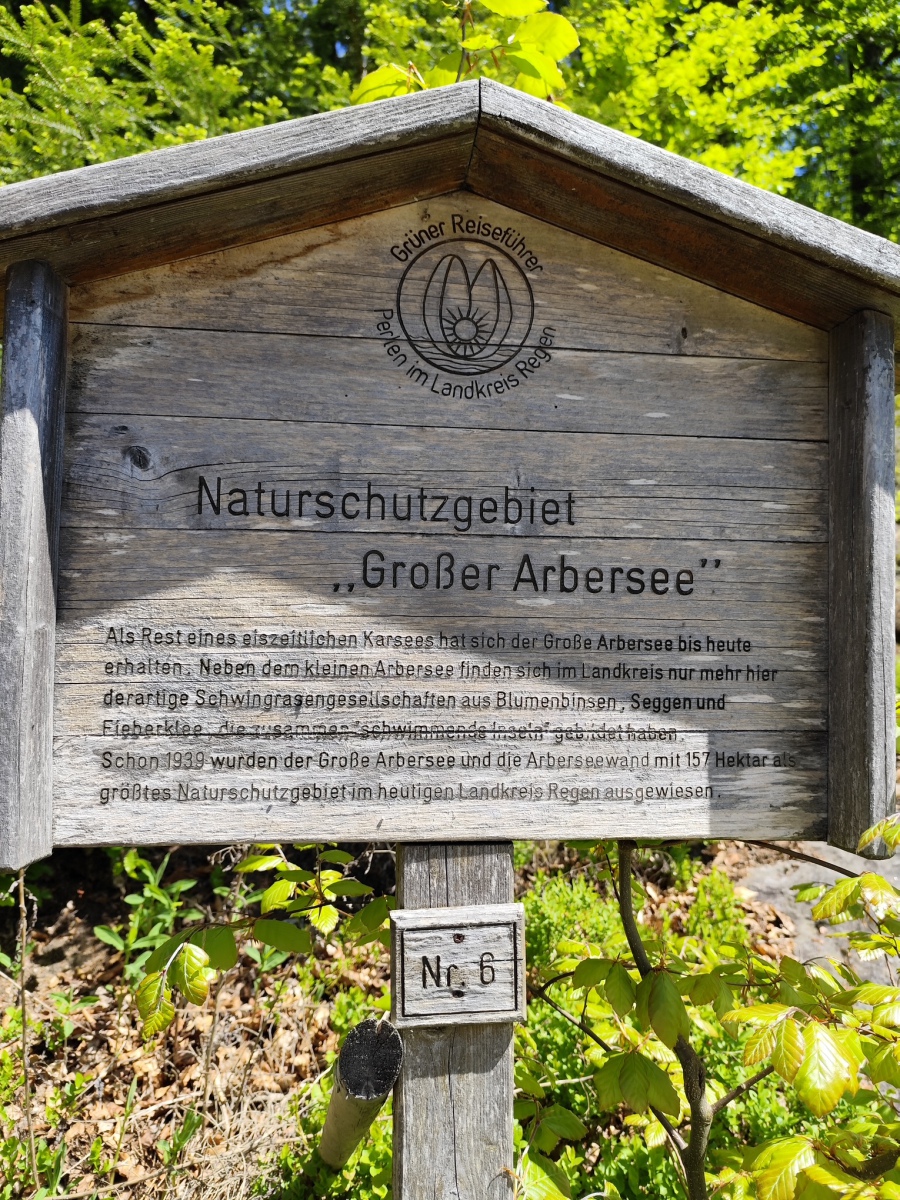 Grüner Reiseführer
Perlen im Landkreis Regen
Naturschutzgebiet
„Großer Arbersee”
Als Rest eines eiszeitlichen Karsees hat sich der Große Arbersee bis heute
erhalten. Neben dem kleinen Arbersee finden sich im Landkreis nur mehr hier
derartige Schwingrasengesellschaften aus Blumenbinsen, Seggen und
Fieberklee, die zusammen "schwimmende Inseln" gebildet haben.
Schon 1939 wurden der Große Arbersee und die Arberseewand mit 157 Hektar als
größtes Naturschutzgebiet im heutigen Landkreis Regen ausgewiesen.
Nr. 6